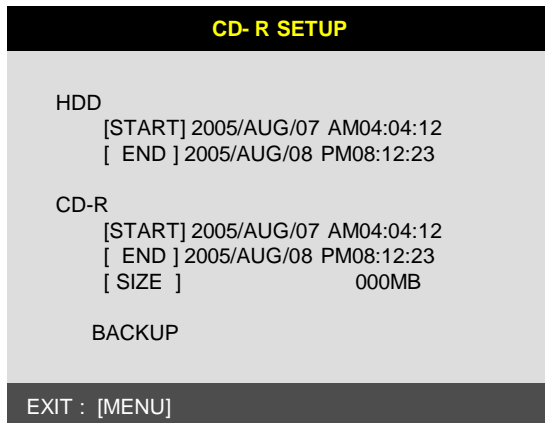 CD- R SETUP
HDD
[START] 2005/AUG/07 AM04:04:12
[ END ] 2005/AUG/08 PM08:12:23
CD-R
[START] 2005/AUG/07 AM04:04:12
[ END ] 2005/AUG/08 PM08:12:23
[ SIZE ] 000MB
BACKUP
EXIT : [MENU]